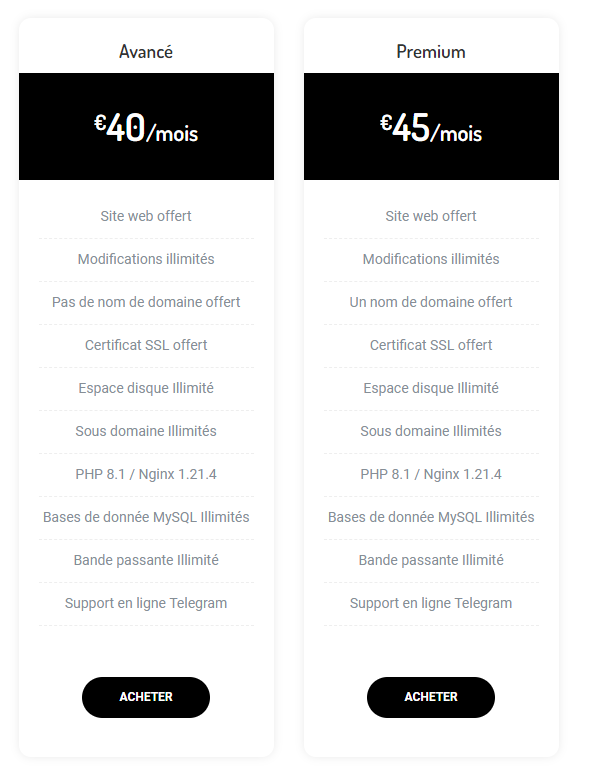 Avancé
€40/mois
Site web offert
Modifications illimités
Pas de nom de domaine offert
Certificat SSL offert
Espace disque Illimité
Sous domaine Illimités
PHP 8.1 / Nginx 1.21.4
Bases de donnée MySQL Illimités
Bande passante Illimité
Support en ligne Telegram
ACHETER
Premium
€45/mois
Site web offert
Modifications illimités
Un nom de domaine offert
Certificat SSL offert
Espace disque Illimité
Sous domaine Illimités
PHP 8.1 / Nginx 1.21.4
Bases de donnée MySQL Illimités
Bande passante Illimité
Support en ligne Telegram
ACHETER